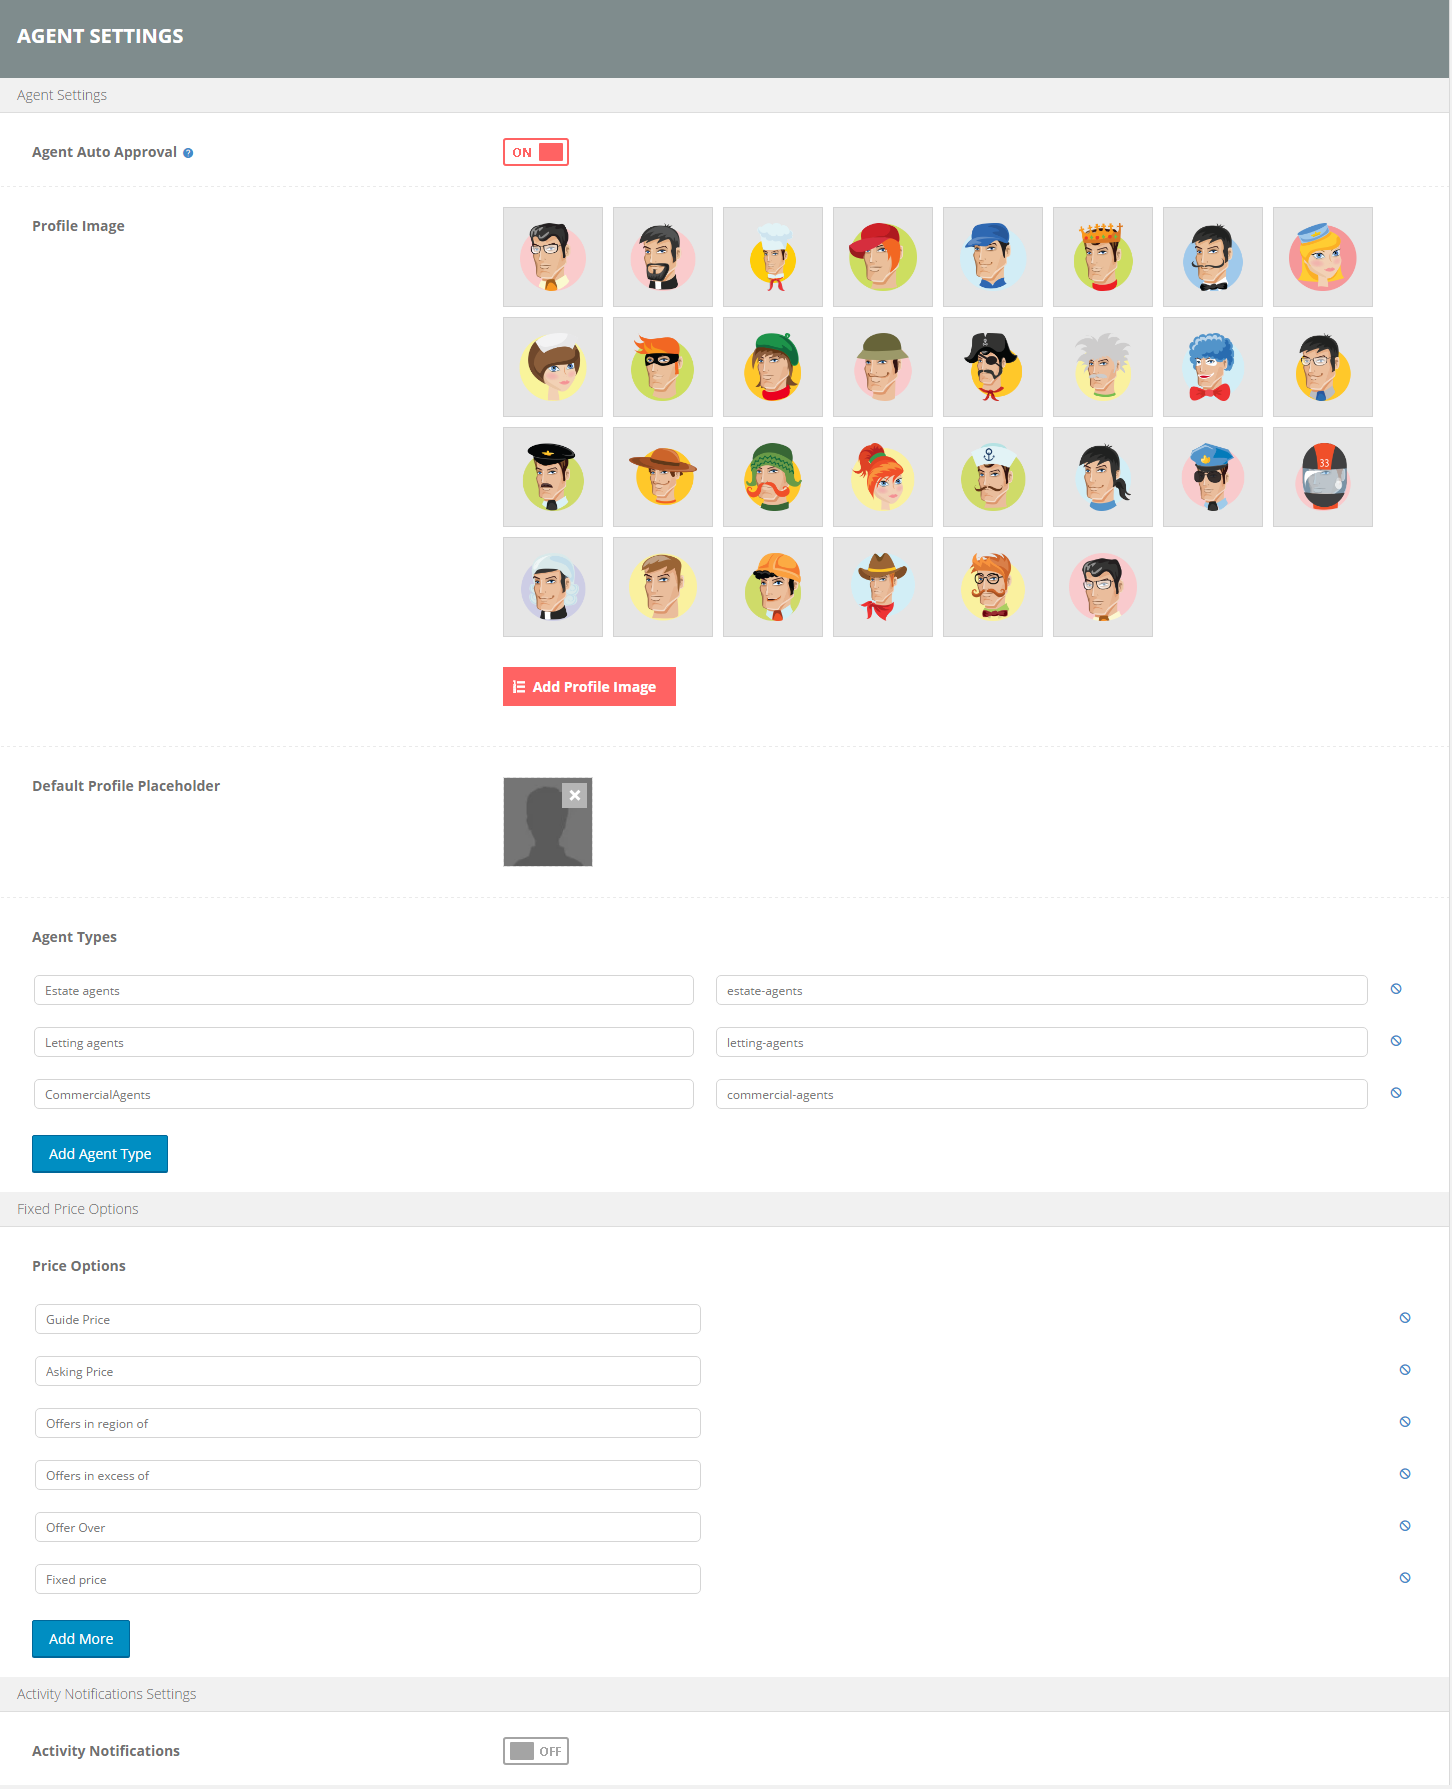 AGENT SETTINGS
Agent Settings
Agent Auto Approval
ON
Profile Image
33
Add Profile Image
Default Profile Placeholder
Agent Types
Estate agents estate-agents
Letting agents letting-agents
CommercialAgents commercial-agents
Add Agent Type
Fixed Price Options
Price Options
Guide Price
Asking Price
Offers in region of
Offers in excess of
Offer Over
Fixed price
Add More
Activity Notifications Settings
Activity Notifications
OFF